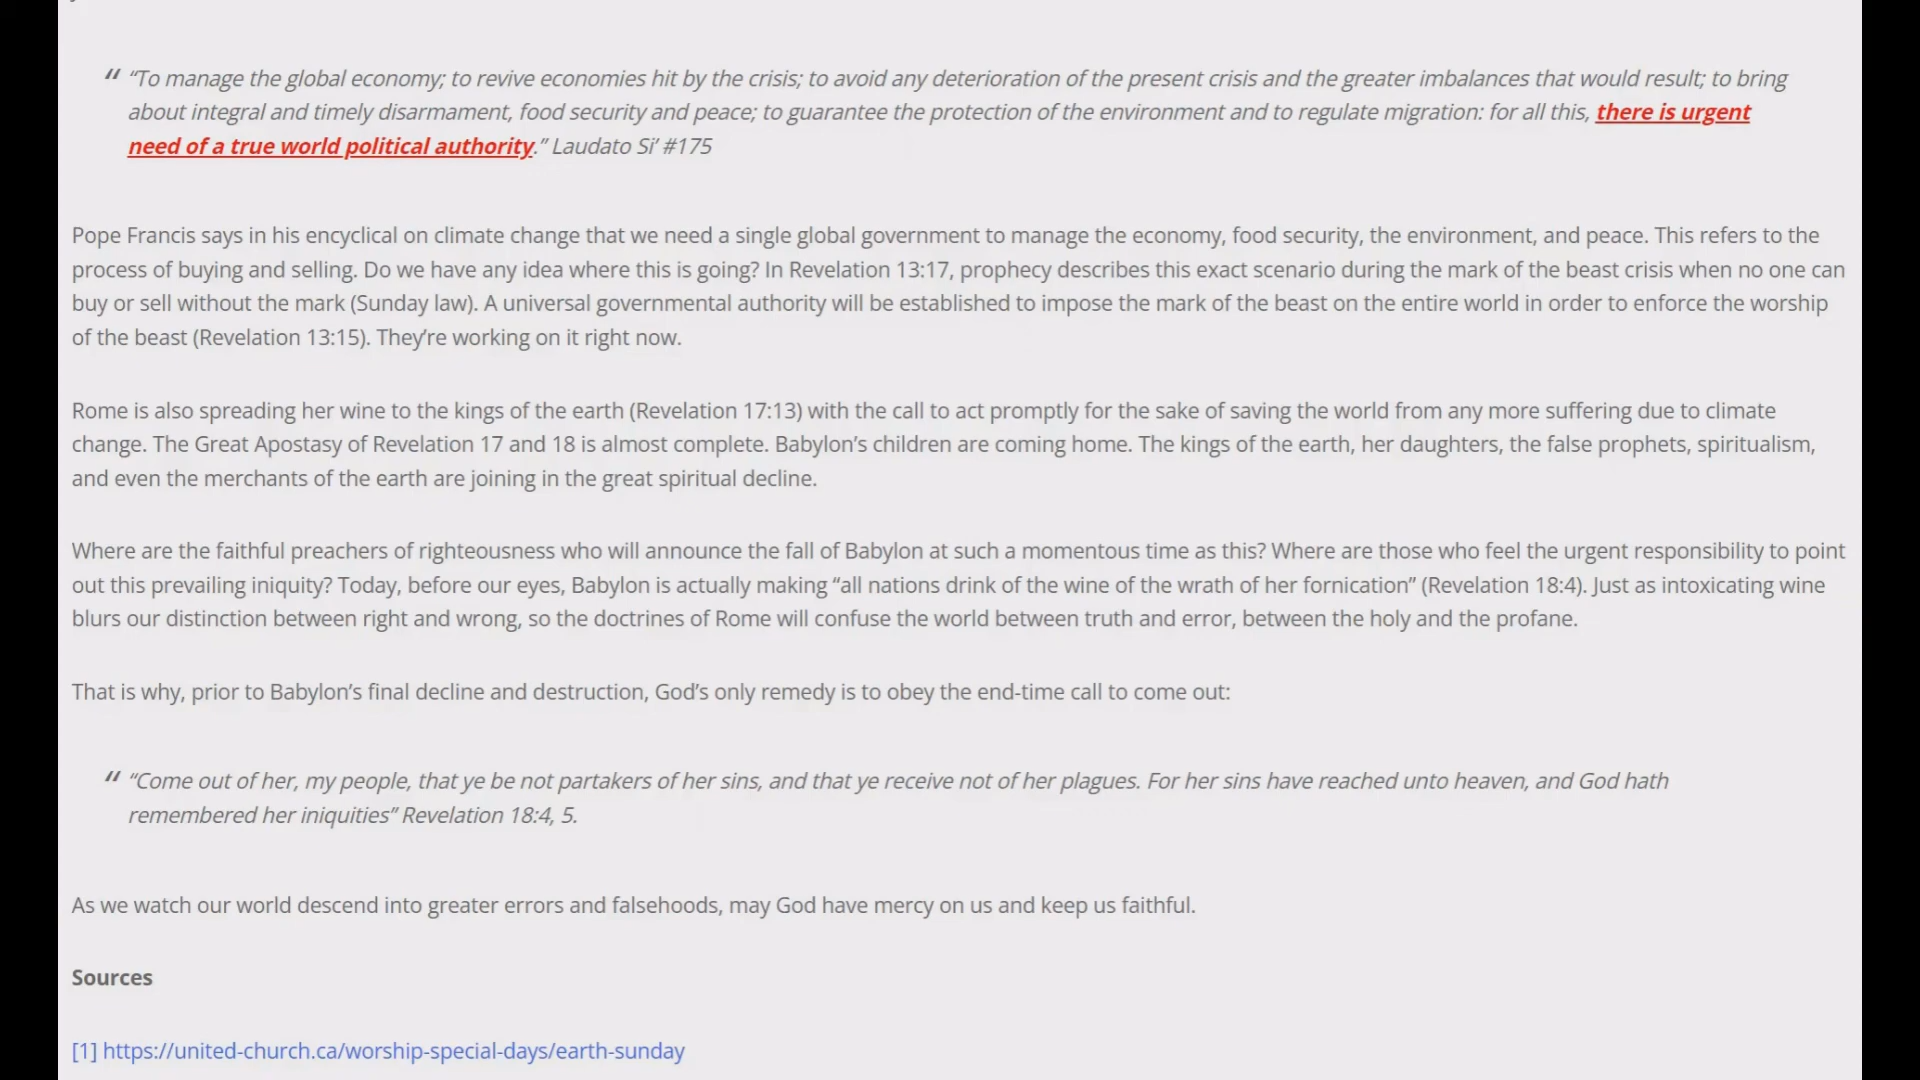 “ “To manage the global economy; to revive economies hit by the crisis; to avoid any deterioration of the present crisis and the greater imbalances that would result; to bring
about integral and timely disarmament, food security and peace; to guarantee the protection of the environment and to regulate migration: for all this, there is urgent
need of a true world political authority.” Laudato Si’ #175
Pope Francis says in his encyclical on climate change that we need a single global government to manage the economy, food security, the environment, and peace. This refers to the
process of buying and selling. Do we have any idea where this is going? In Revelation 13:17, prophecy describes this exact scenario during the mark of the beast crisis when no one can
buy or sell without the mark (Sunday law). A universal governmental authority will be established to impose the mark of the beast on the entire world in order to enforce the worship
of the beast (Revelation 13:15). They’re working on it right now.
Rome is also spreading her wine to the kings of the earth (Revelation 17:13) with the call to act promptly for the sake of saving the world from any more suffering due to climate
change. The Great Apostasy of Revelation 17 and 18 is almost complete. Babylon’s children are coming home. The kings of the earth, her daughters, the false prophets, spiritualism,
and even the merchants of the earth are joining in the great spiritual decline.
Where are the faithful preachers of righteousness who will announce the fall of Babylon at such a momentous time as this? Where are those who feel the urgent responsibility to point
out this prevailing iniquity? Today, before our eyes, Babylon is actually making “all nations drink of the wine of the wrath of her fornication” (Revelation 18:4). Just as intoxicating wine
blurs our distinction between right and wrong, so the doctrines of Rome will confuse the world between truth and error, between the holy and the profane.
That is why, prior to Babylon’s final decline and destruction, God’s only remedy is to obey the end-time call to come out:
“ “Come out of her, my people, that ye be not partakers of her sins, and that ye receive not of her plagues. For her sins have reached unto heaven, and God hath
remembered her iniquities” Revelation 18:4, 5.
As we watch our world descend into greater errors and falsehoods, may God have mercy on us and keep us faithful.
Sources
[1] https://united-church.ca/worship-special-days/earth-sunday